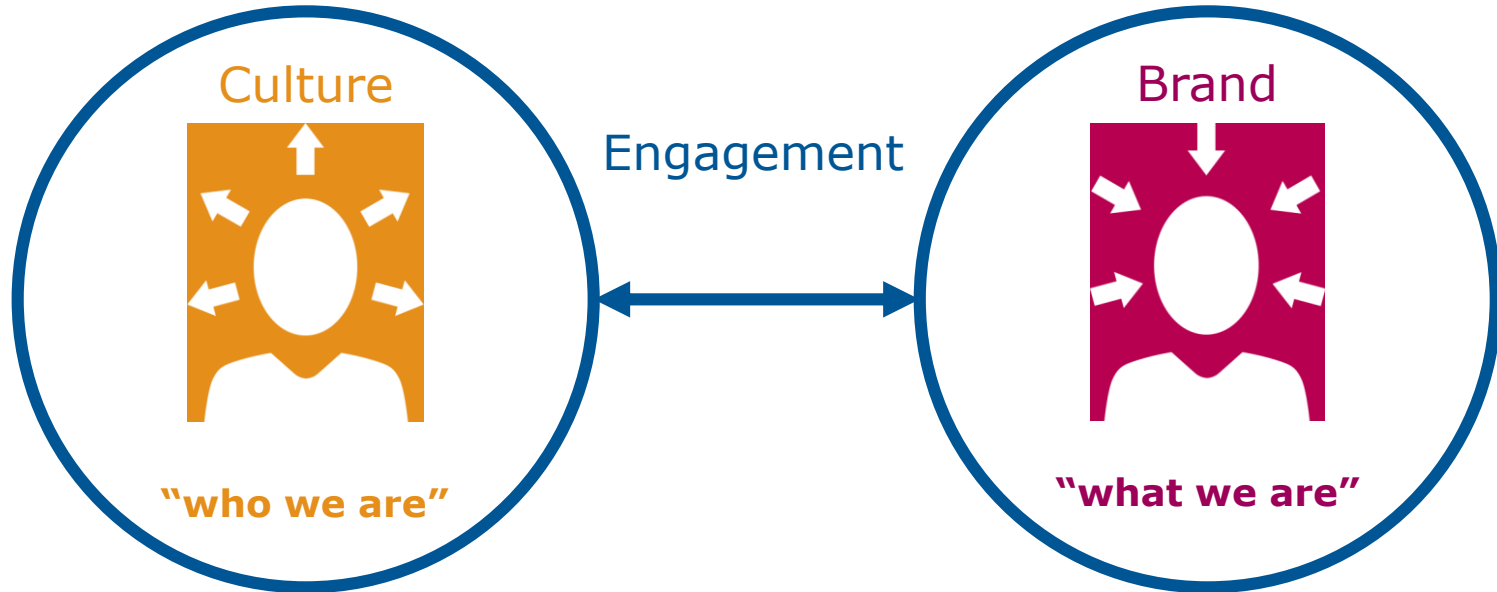 Culture
Brand
Engagement
“who we are”
“what we are”